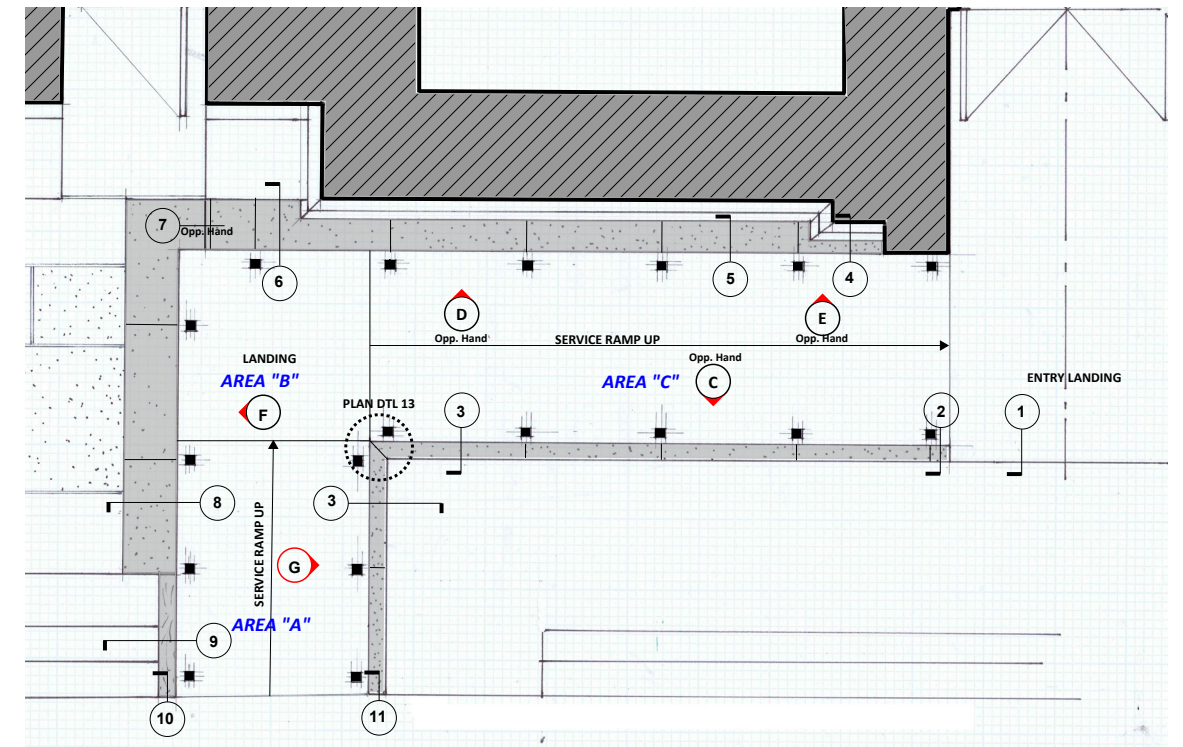 7
Opp. Hand
6
5
4
D
Opp. Hand
E
Opp. Hand
SERVICE RAMP UP
Opp. Hand
C
LANDING
AREA "B"
AREA "C"
ENTRY LANDING
F
PLAN DTL 13
3
2
1
8
3
SERVICE RAMP UP
G
AREA "A"
9
10
11